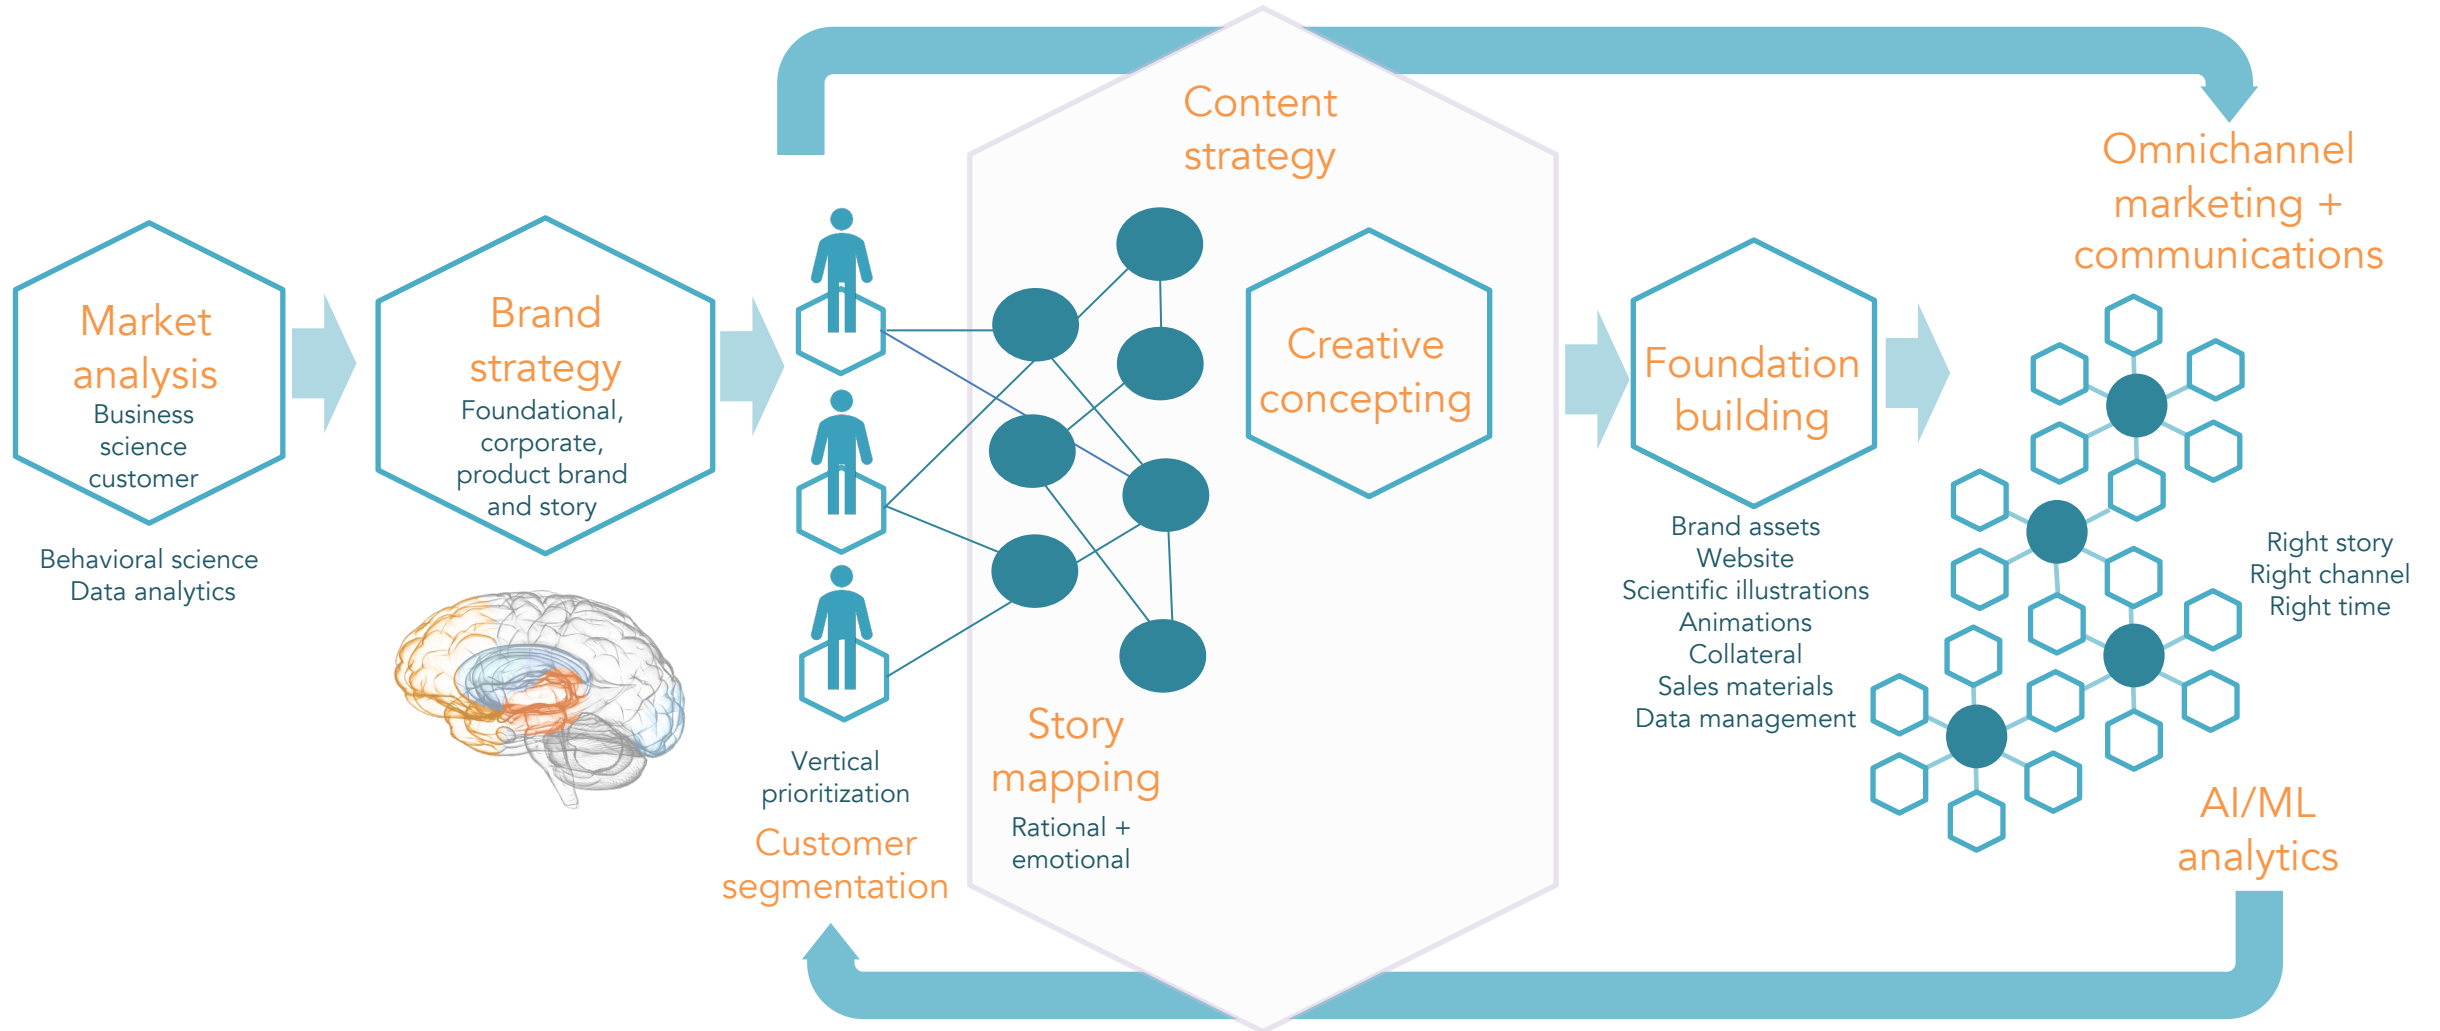 Market
analysis
Business
science
customer
Behavioral science
Data analytics
Brand
strategy
Foundational,
corporate,
product brand
and story
Vertical
prioritization
Customer
segmentation
Content
strategy
Story
mapping
Rational +
emotional
Creative
concepting
Foundation
building
Brand assets
Website
Scientific illustrations
Animations
Collateral
Sales materials
Data management
Omnichannel
marketing +
communications
Right story
Right channel
Right time
AI/ML
analytics